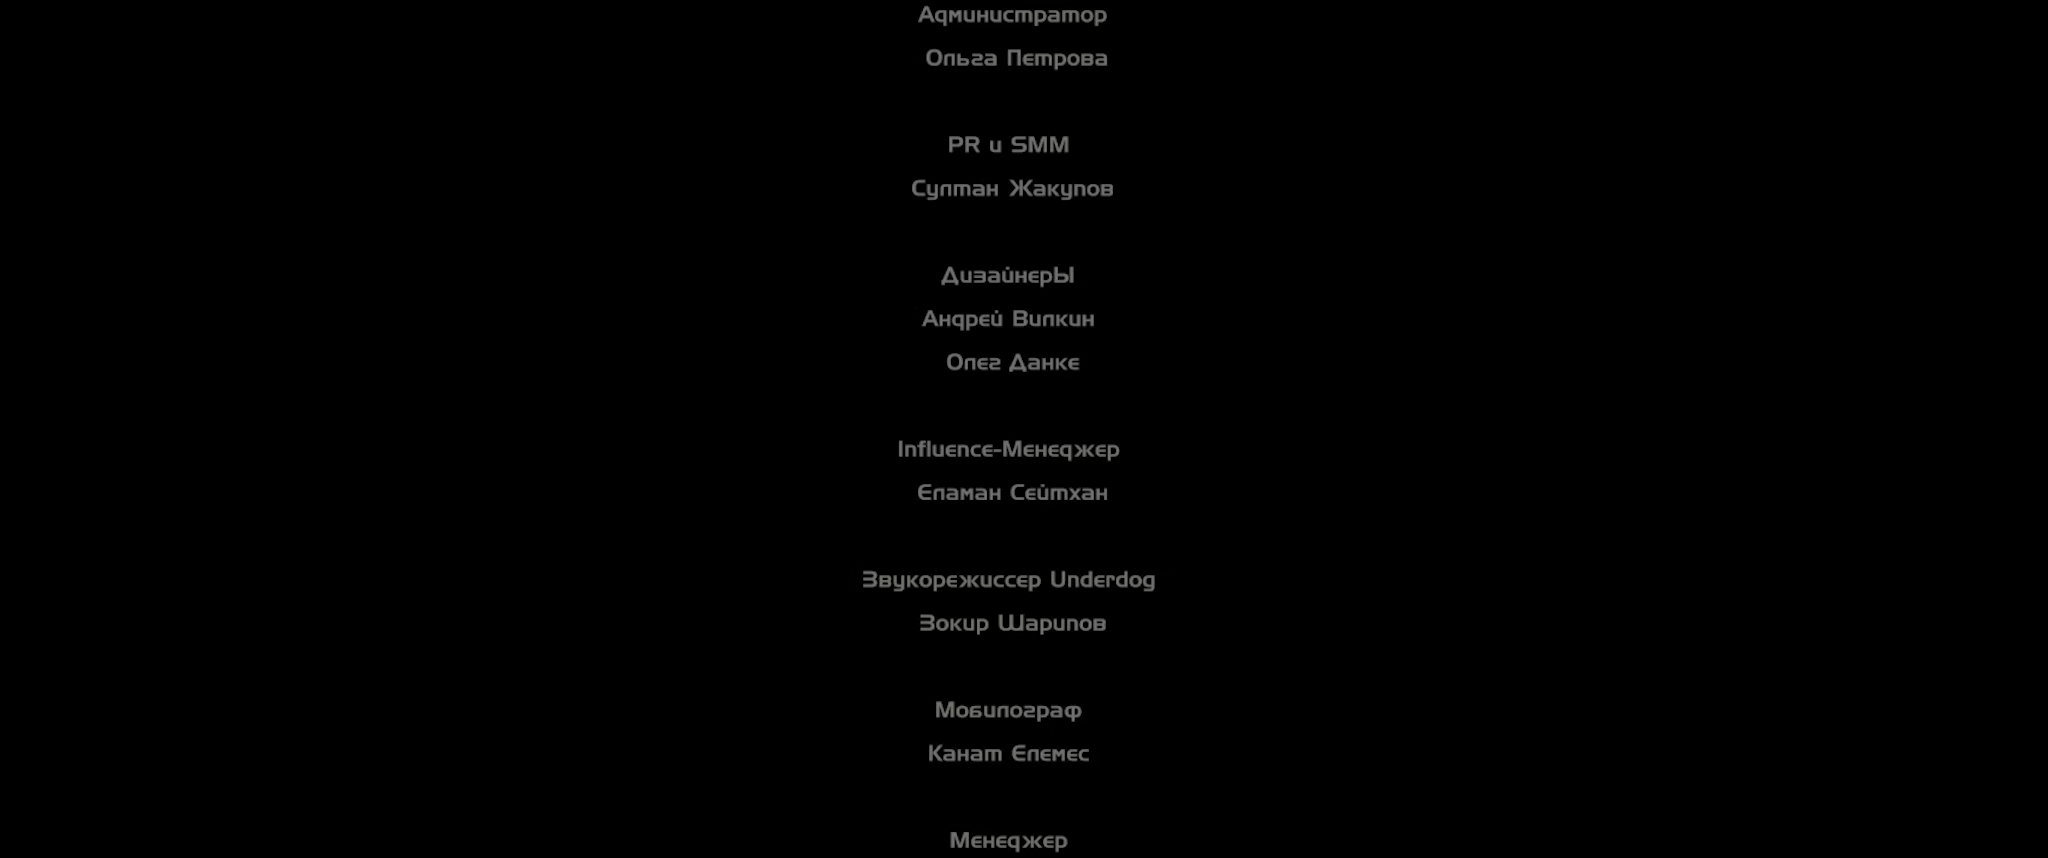 Администратор
Ольга Петрова
PR и SMM
Султан Жакупов
ДизайнерЫ
Андрей Вилкин
Олег Данке
Influence-Менеджер
Еламан Сейтхан
Звукорежиссер Underdog
Зокир Шарипов
Мобилограф
Канат Елемес
Менеджер